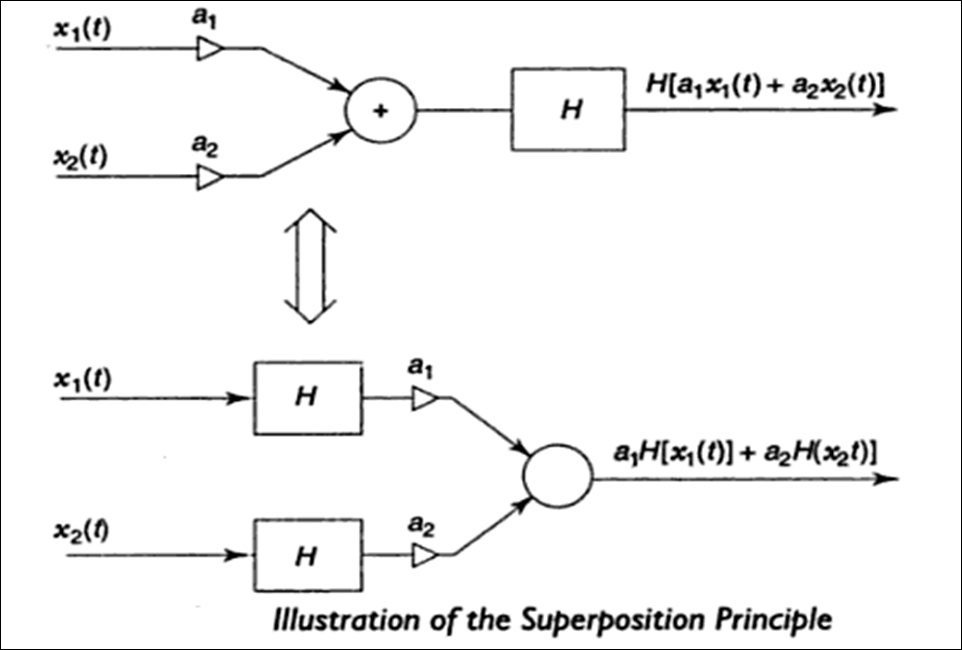 x₁(t)
a₁
x₂(t)
a₂
+
H
H[a₁x₁(t) + a₂x₂(t)]
x₁(t)
H
a₁
x₂(t)
H
a₂
a₁H[x₁(t)] + a₂H(x₂t)]
Illustration of the Superposition Principle